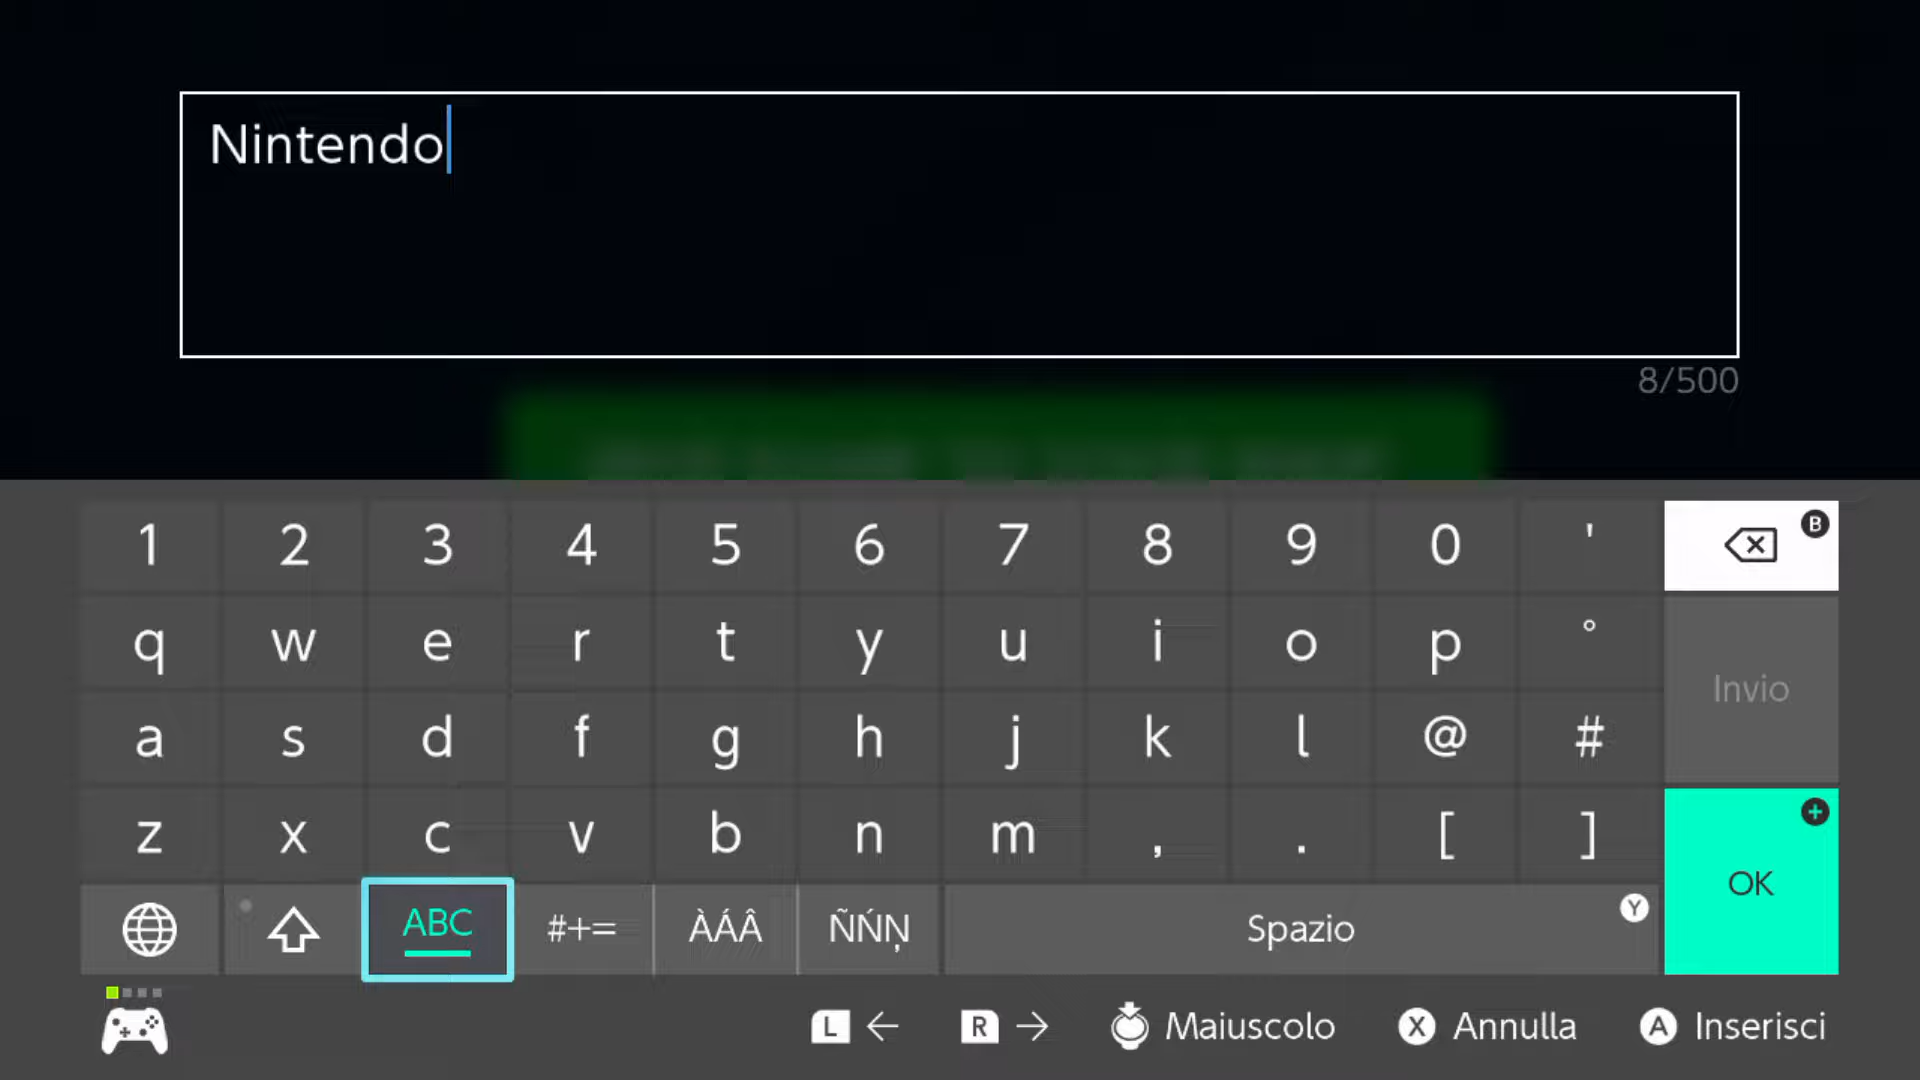 Nintendo
8/500
1 2 3 4 5 6 7 8 9 0 '
B
q w e r t y u i o p °
Invio
a s d f g h j k l @ #
z x c v b n m , . [ ]
+
OK
ABC #+= ÀÁÂ ÑŃŅ Spazio Y
L ← R → Maiuscolo X Annulla A Inserisci